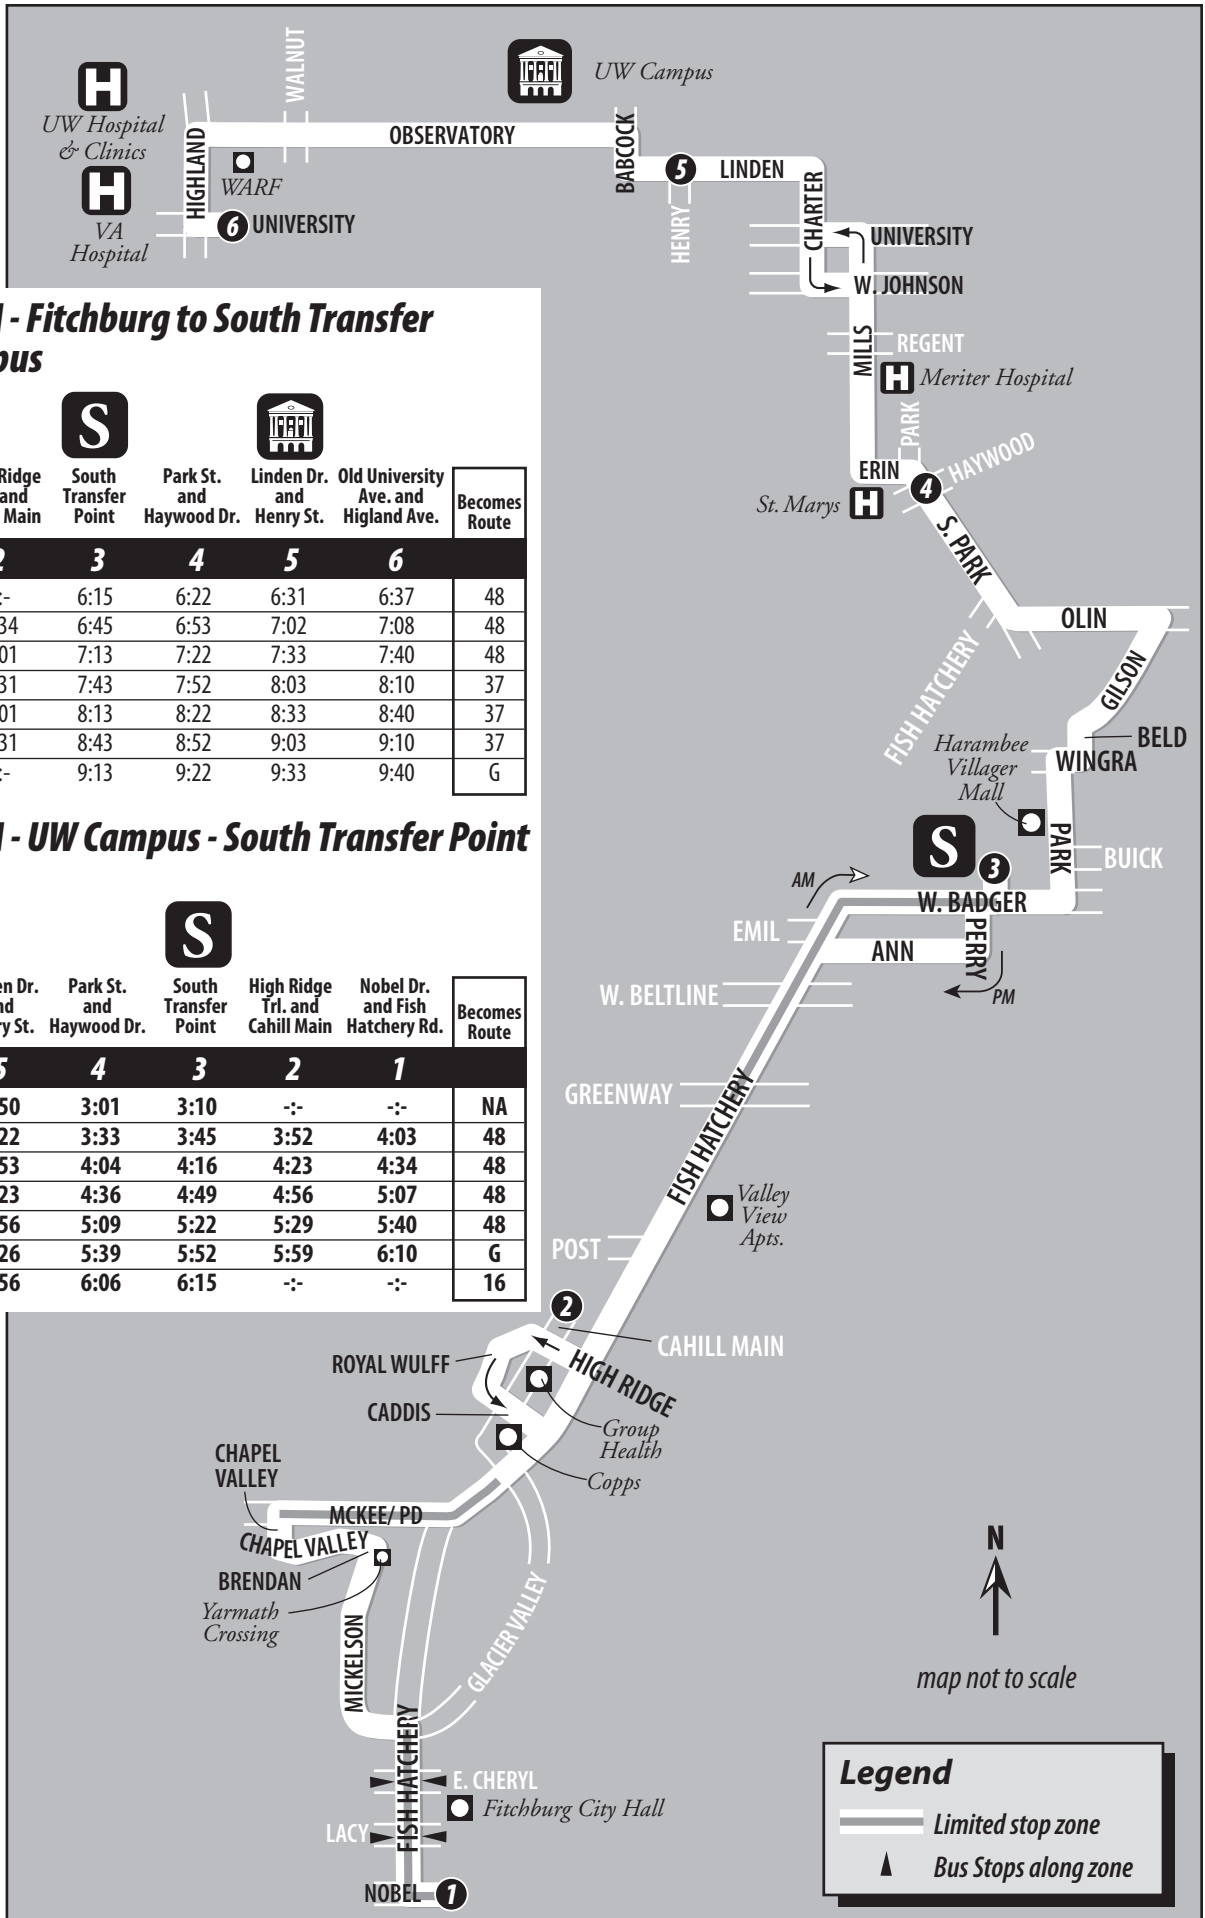 WALNUT
UW Campus
H
UW Hospital
& Clinics
OBSERVATORY
BABCOCK
HIGHLAND
WARF
H
VA
Hospital
6 UNIVERSITY
5 LINDEN
HENRY
CHARTER
UNIVERSITY
W. JOHNSON
MILLS
REGENT
H Meriter Hospital
PARK
HAYWOOD
ERIN
4
St. Marys H
S. PARK
OLIN
FISH HATCHERY
GILSON
BELD
WINGRA
Harambee
Villager
Mall
PARK
BUICK
S
3
AM
W. BADGER
EMIL
ANN
PERRY
PM
W. BELTLINE
GREENWAY
FISH HATCHERY
Valley
View
Apts.
POST
2
CAHILL MAIN
HIGH RIDGE
ROYAL WULFF
CADDIS
Group
Health
Copps
CHAPEL
VALLEY
MCKEE/ PD
CHAPEL VALLEY
BRENDAN
Yarmath
Crossing
MICKELSON
GLACIER VALLEY
FISH HATCHERY
E. CHERYL
Fitchburg City Hall
LACY
NOBEL 1
- Fitchburg to South Transfer
S
Ridge South Park St. Linden Dr. Old University
and Transfer and and Ave. and Becomes
Main Point Haywood Dr. Henry St. Higland Ave. Route
2 3 4 5 6
:- 6:15 6:22 6:31 6:37 48
34 6:45 6:53 7:02 7:08 48
01 7:13 7:22 7:33 7:40 48
31 7:43 7:52 8:03 8:10 37
01 8:13 8:22 8:33 8:40 37
31 8:43 8:52 9:03 9:10 37
:- 9:13 9:22 9:33 9:40 G
- UW Campus - South Transfer Point
S
en Dr. Park St. South High Ridge Nobel Dr.
nd and Transfer Trl. and and Fish Becomes
ry St. Haywood Dr. Point Cahill Main Hatchery Rd. Route
5 4 3 2 1
50 3:01 3:10 -:- -:- NA
22 3:33 3:45 3:52 4:03 48
53 4:04 4:16 4:23 4:34 48
23 4:36 4:49 4:56 5:07 48
56 5:09 5:22 5:29 5:40 48
26 5:39 5:52 5:59 6:10 G
56 6:06 6:15 -:- -:- 16
N
map not to scale
Legend
Limited stop zone
Bus Stops along zone